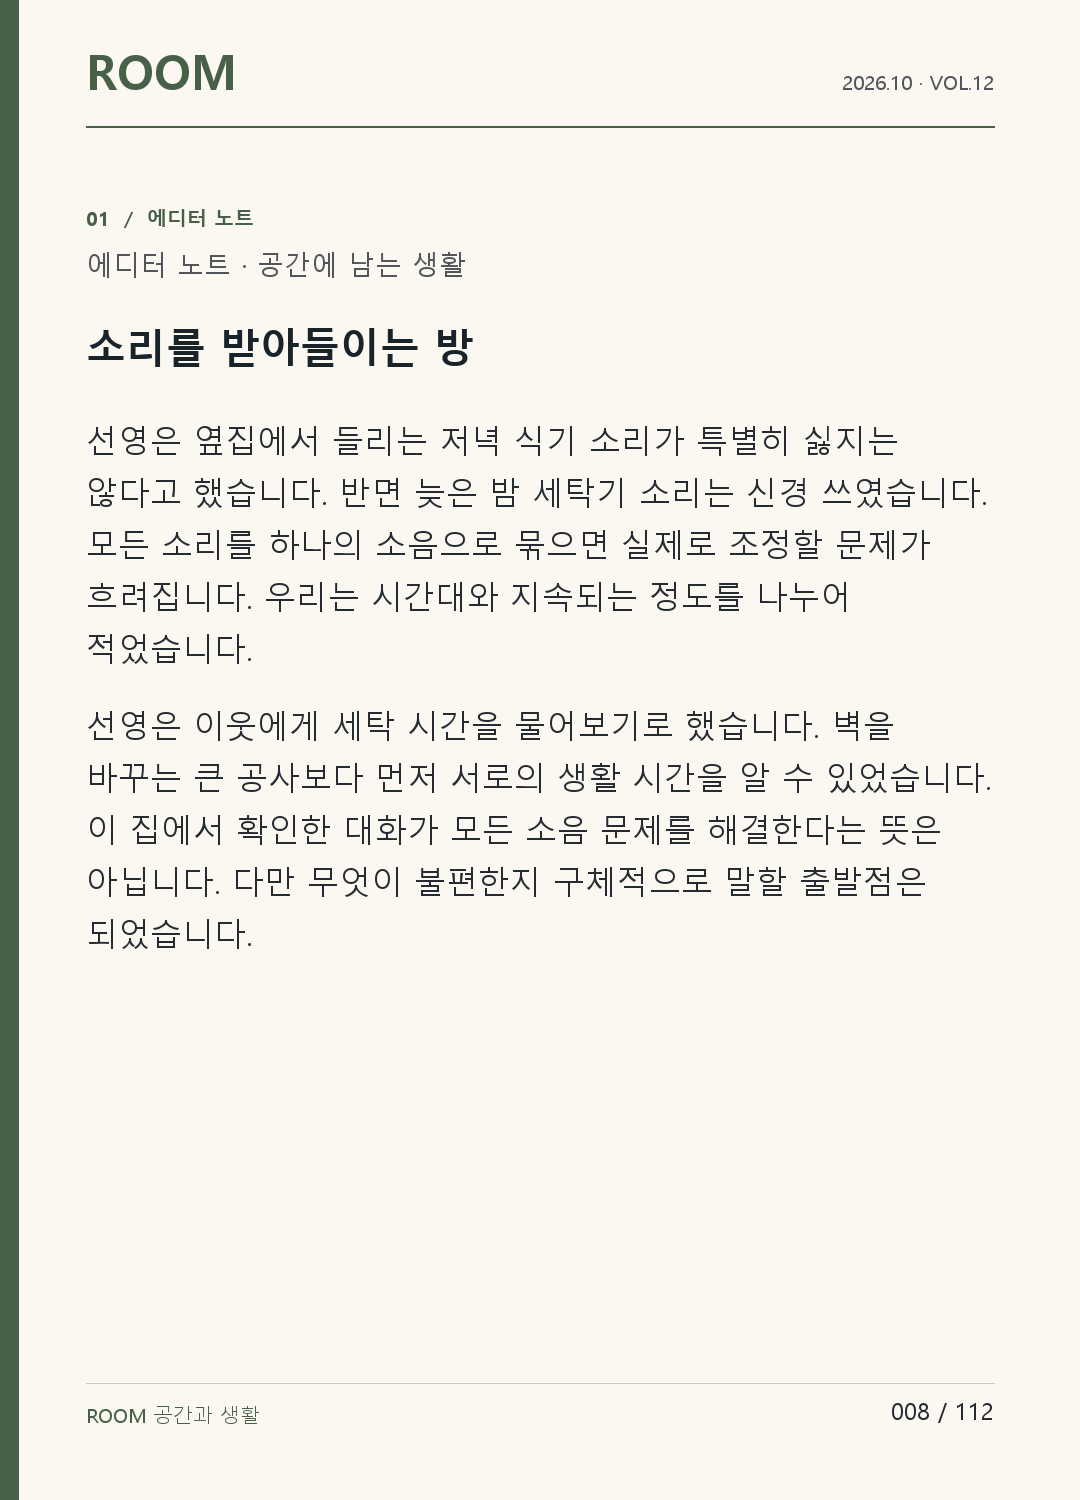 ROOM
2026.10 · VOL.12
01 / 에디터 노트
에디터 노트 · 공간에 남는 생활
소리를 받아들이는 방
선영은 옆집에서 들리는 저녁 식기 소리가 특별히 싫지는
않다고 했습니다. 반면 늦은 밤 세탁기 소리는 신경 쓰였습니다.
모든 소리를 하나의 소음으로 묶으면 실제로 조정할 문제가
흐려집니다. 우리는 시간대와 지속되는 정도를 나누어
적었습니다.
선영은 이웃에게 세탁 시간을 물어보기로 했습니다. 벽을
바꾸는 큰 공사보다 먼저 서로의 생활 시간을 알 수 있었습니다.
이 집에서 확인한 대화가 모든 소음 문제를 해결한다는 뜻은
아닙니다. 다만 무엇이 불편한지 구체적으로 말할 출발점은
되었습니다.
ROOM 공간과 생활
008 / 112